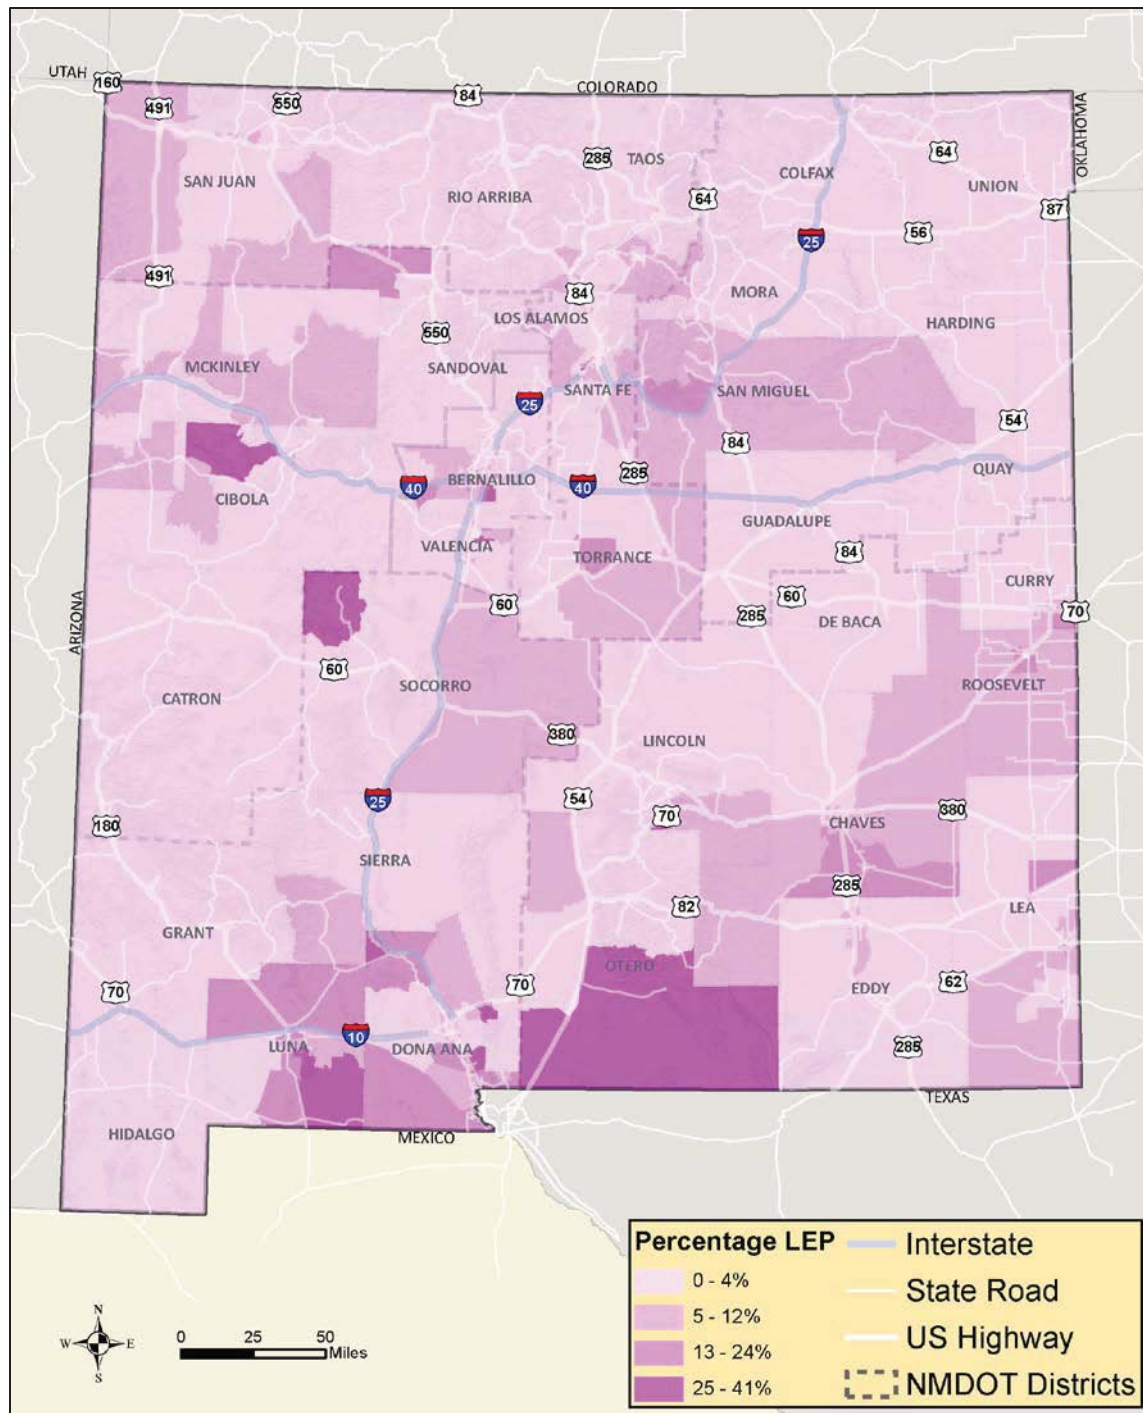 UTAH
160
COLORADO
491
550
84
OKLAHOMA
285
TAOS
64
COLFAX
64
SAN JUAN
RIO ARRIBA
64
UNION
87
56
25
491
84
MORA
LOS ALAMOS
HARDING
550
MCKINLEY
SANDOVAL
SANTA FE
SAN MIGUEL
25
54
84
QUAY
285
BERNALILLO
40
40
CIBOLA
GUADALUPE
VALENCIA
TORRANCE
84
CURRY
60
60
285
DE BACA
70
ARIZONA
60
CATRON
SOCORRO
ROOSEVELT
380
LINCOLN
25
54
70
380
180
CHAVES
SIERRA
285
82
LEA
GRANT
OTERO
70
70
EDDY
62
10
LUNA
DONA ANA
285
TEXAS
HIDALGO
MEXICO
Percentage LEP
0 - 4%
5 - 12%
13 - 24%
25 - 41%
Interstate
State Road
US Highway
NMDOT Districts
N
W
E
S
0
25
50
Miles